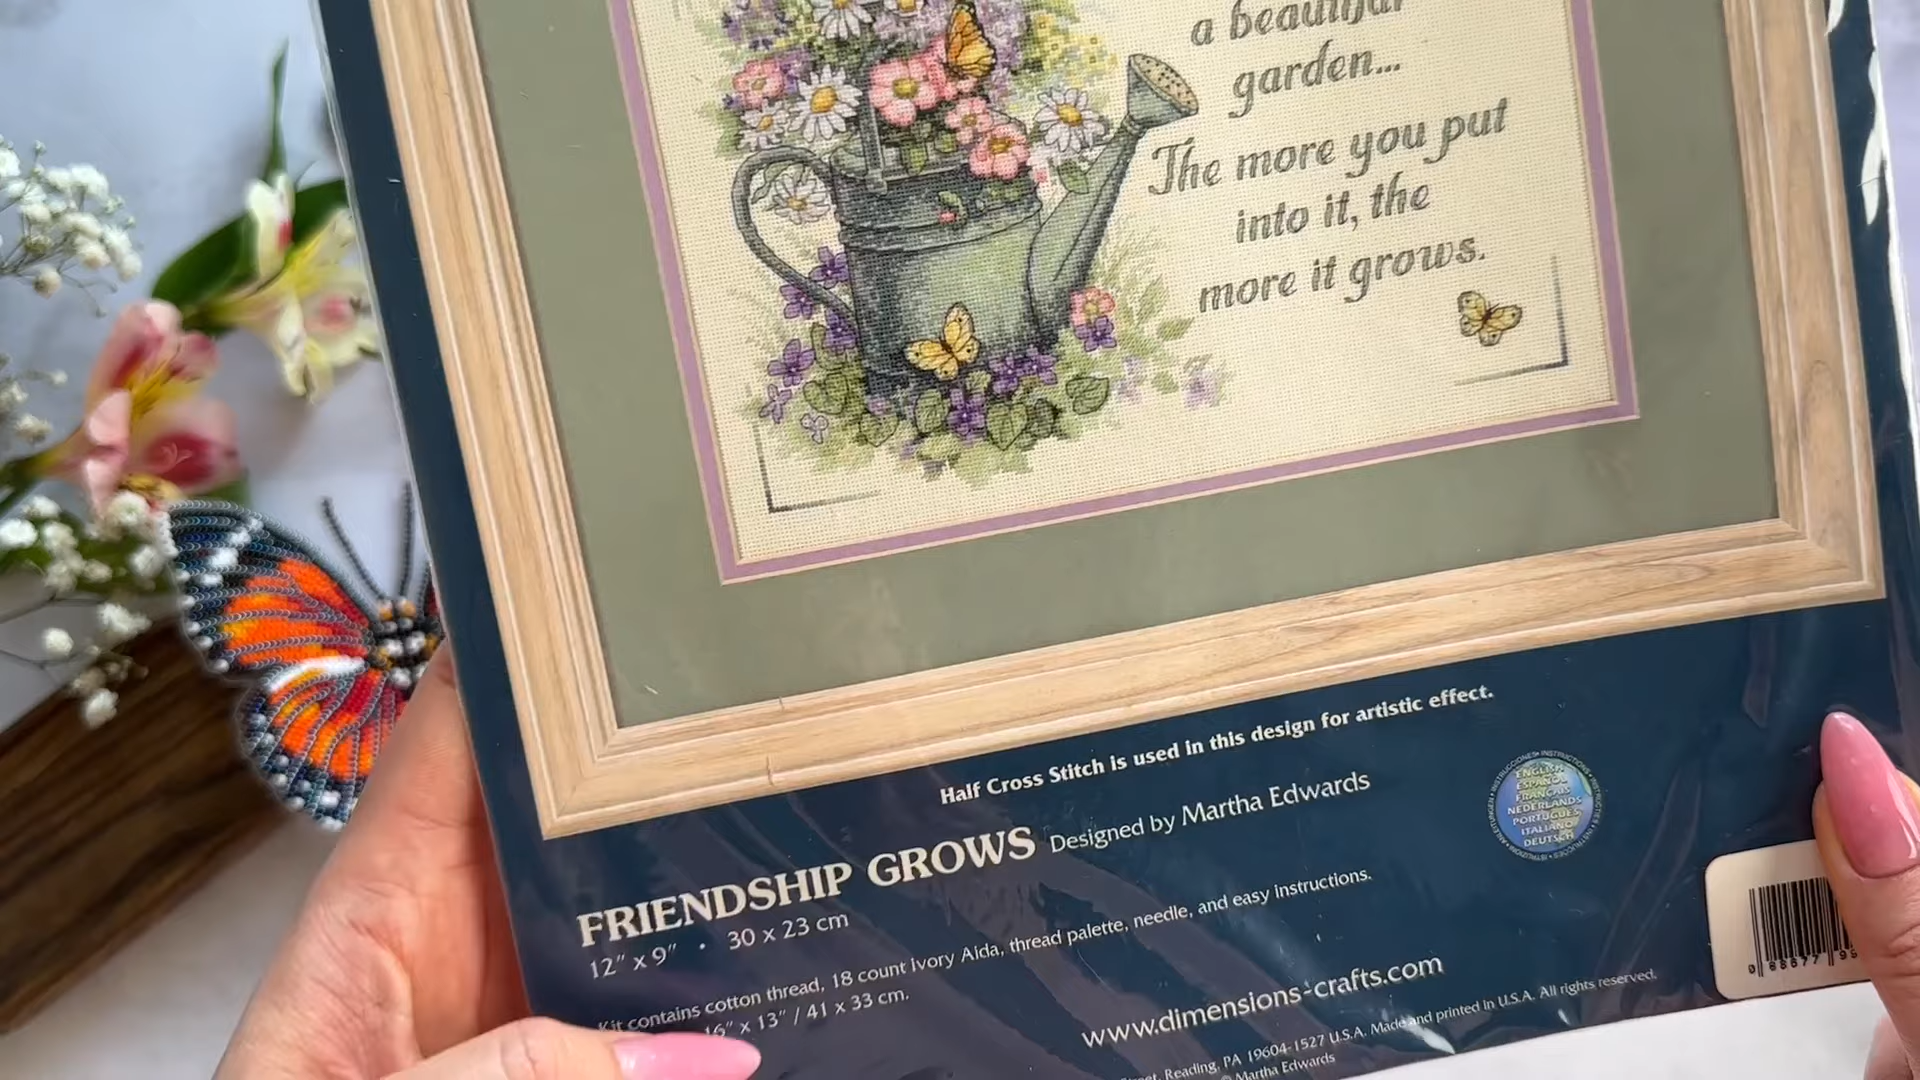 a beautiful
garden...
The more you put
into it, the
more it grows.
Half Cross Stitch is used in this design for artistic effect.
FRIENDSHIP GROWS Designed by Martha Edwards
12" x 9" • 30 x 23 cm
Kit contains cotton thread, 18 count ivory Aida, thread palette, needle, and easy instructions.
16" x 13" / 41 x 33 cm.
www.dimensions-crafts.com
Reading, PA 19604-1527 U.S.A. Made and printed in U.S.A. All rights reserved.
© Martha Edwards
INSTRUCTIONS
ENGLISH
ESPAÑOL
FRANÇAIS
NEDERLANDS
PORTUGUÊS
ITALIANO
DEUTSCH
0 88677